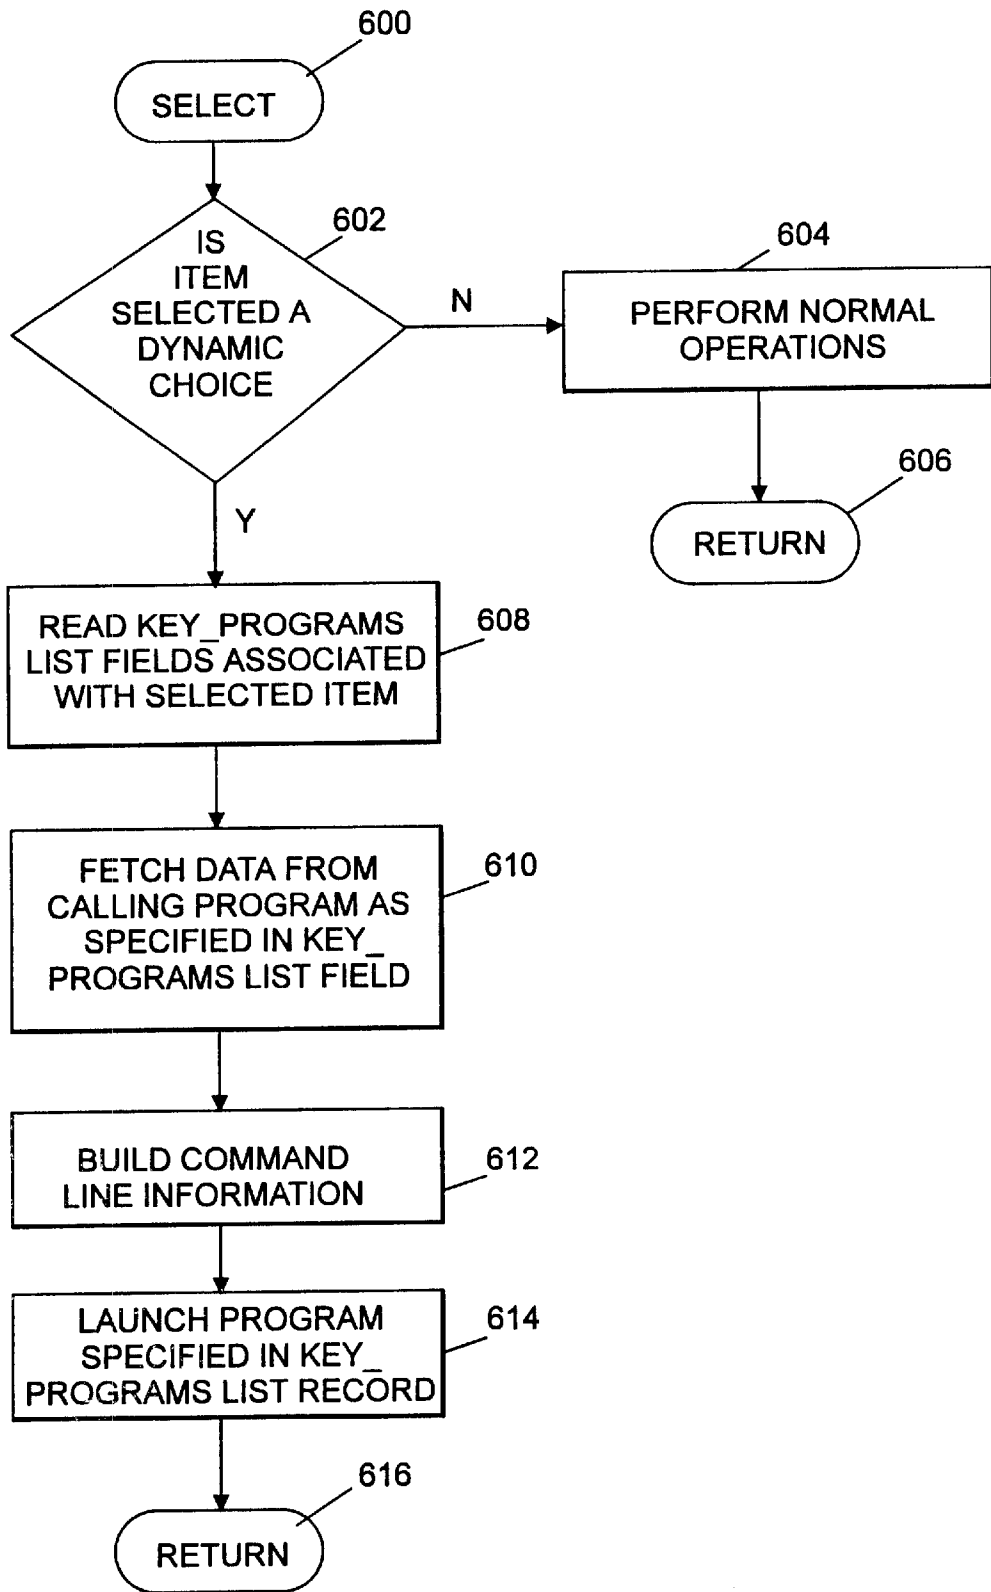 600
SELECT
602
IS
ITEM
SELECTED A
DYNAMIC
CHOICE
N
604
PERFORM NORMAL
OPERATIONS
606
RETURN
Y
608
READ KEY_PROGRAMS
LIST FIELDS ASSOCIATED
WITH SELECTED ITEM
610
FETCH DATA FROM
CALLING PROGRAM AS
SPECIFIED IN KEY_
PROGRAMS LIST FIELD
612
BUILD COMMAND
LINE INFORMATION
614
LAUNCH PROGRAM
SPECIFIED IN KEY_
PROGRAMS LIST RECORD
616
RETURN